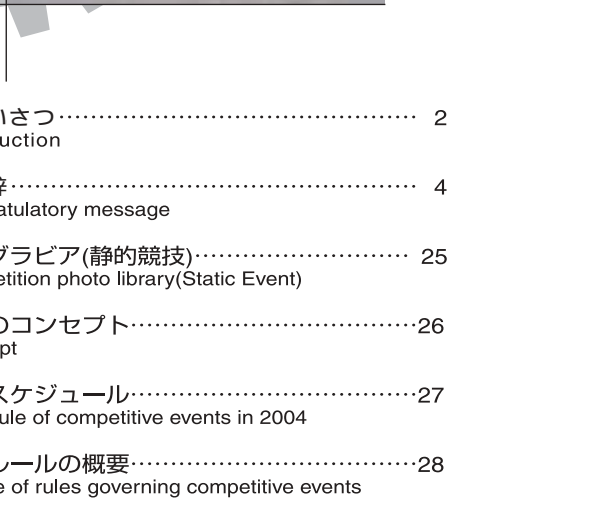 いさつ………………………………………… 2
uction
辞………………………………………………… 4
atulatory message
グラビア(静的競技)……………………… 25
etition photo library(Static Event)
のコンセプト………………………………26
pt
スケジュール………………………………27
ule of competitive events in 2004
ルールの概要………………………………28
e of rules governing competitive events